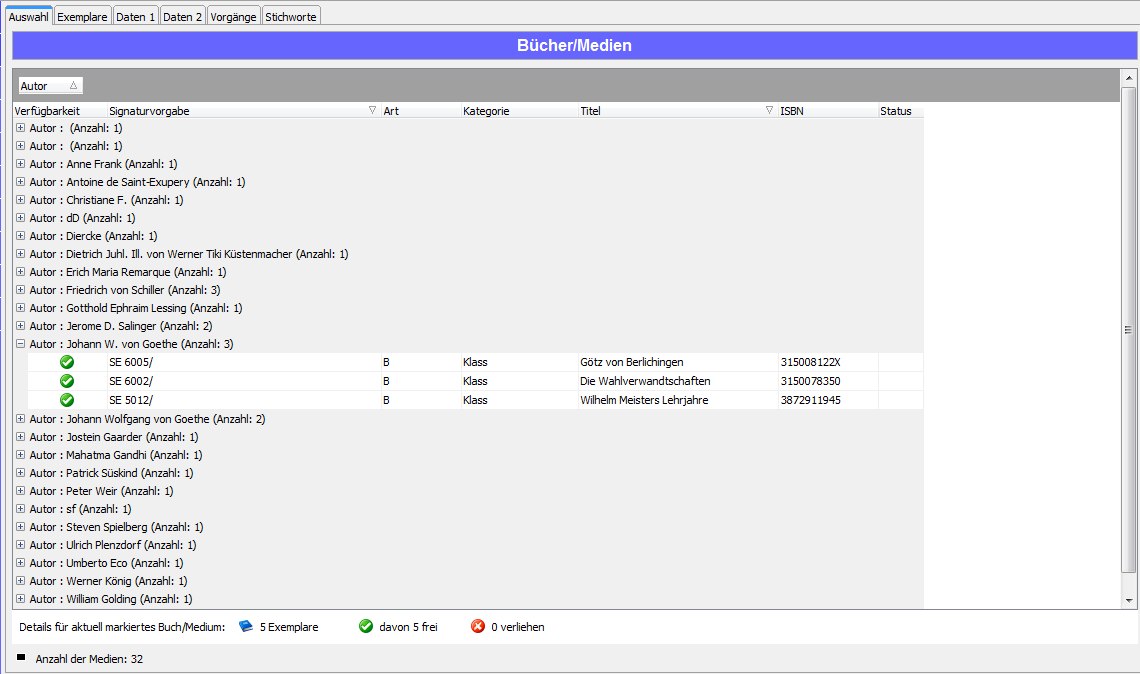 Auswahl Exemplare Daten 1 Daten 2 Vorgänge Stichworte
Bücher/Medien
Autor
Verfügbarkeit Signaturvorgabe Art Kategorie Titel ISBN Status
Autor : (Anzahl: 1)
Autor : (Anzahl: 1)
Autor : Anne Frank (Anzahl: 1)
Autor : Antoine de Saint-Exupery (Anzahl: 1)
Autor : Christiane F. (Anzahl: 1)
Autor : dD (Anzahl: 1)
Autor : Diercke (Anzahl: 1)
Autor : Dietrich Juhl. Ill. von Werner Tiki Küstenmacher (Anzahl: 1)
Autor : Erich Maria Remarque (Anzahl: 1)
Autor : Friedrich von Schiller (Anzahl: 3)
Autor : Gotthold Ephraim Lessing (Anzahl: 1)
Autor : Jerome D. Salinger (Anzahl: 2)
Autor : Johann W. von Goethe (Anzahl: 3)
SE 6005/ B Klass Götz von Berlichingen 315008122X
SE 6002/ B Klass Die Wahlverwandtschaften 3150078350
SE 5012/ B Klass Wilhelm Meisters Lehrjahre 3872911945
Autor : Johann Wolfgang von Goethe (Anzahl: 2)
Autor : Jostein Gaarder (Anzahl: 1)
Autor : Mahatma Gandhi (Anzahl: 1)
Autor : Patrick Süskind (Anzahl: 1)
Autor : Peter Weir (Anzahl: 1)
Autor : sf (Anzahl: 1)
Autor : Steven Spielberg (Anzahl: 1)
Autor : Ulrich Plenzdorf (Anzahl: 1)
Autor : Umberto Eco (Anzahl: 1)
Autor : Werner König (Anzahl: 1)
Autor : William Golding (Anzahl: 1)
Details für aktuell markiertes Buch/Medium: 5 Exemplare davon 5 frei 0 verliehen
Anzahl der Medien: 32